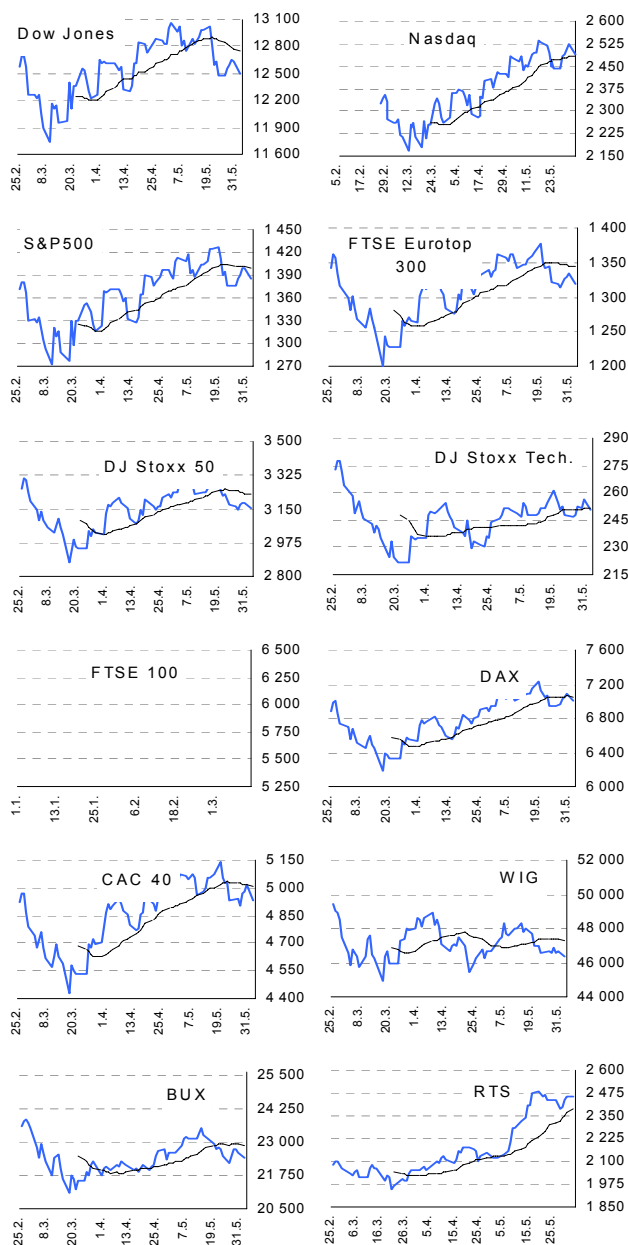 Dow Jones
13 100
12 800
12 500
12 200
11 900
11 600
25.2. 8.3. 20.3. 1.4. 13.4. 25.4. 7.5. 19.5. 31.5.
Nasdaq
2 600
2 525
2 450
2 375
2 300
2 225
2 150
5.2. 17.2. 29.2. 12.3. 24.3. 5.4. 17.4. 29.4. 11.5. 23.5.
S&P500
1 450
1 420
1 390
1 360
1 330
1 300
1 270
25.2. 8.3. 20.3. 1.4. 13.4. 25.4. 7.5. 19.5. 31.5.
FTSE Eurotop
300
1 400
1 350
1 300
1 250
1 200
25.2. 8.3. 20.3. 1.4. 13.4. 25.4. 7.5. 19.5. 31.5.
DJ Stoxx 50
3 500
3 325
3 150
2 975
2 800
25.2. 8.3. 20.3. 1.4. 13.4. 25.4. 7.5. 19.5. 31.5.
DJ Stoxx Tech.
290
275
260
245
230
215
25.2. 8.3. 20.3. 1.4. 13.4. 25.4. 7.5. 19.5. 31.5.
FTSE 100
6 500
6 250
6 000
5 750
5 500
5 250
1.1. 13.1. 25.1. 6.2. 18.2. 1.3.
DAX
7 600
7 200
6 800
6 400
6 000
25.2. 8.3. 20.3. 1.4. 13.4. 25.4. 7.5. 19.5. 31.5.
CAC 40
5 150
5 000
4 850
4 700
4 550
4 400
25.2. 8.3. 20.3. 1.4. 13.4. 25.4. 7.5. 19.5. 31.5.
WIG
52 000
50 000
48 000
46 000
44 000
25.2. 8.3. 20.3. 1.4. 13.4. 25.4. 7.5. 19.5. 31.5.
BUX
25 500
24 250
23 000
21 750
20 500
25.2. 8.3. 20.3. 1.4. 13.4. 25.4. 7.5. 19.5. 31.5.
RTS
2 600
2 475
2 350
2 225
2 100
1 975
1 850
25.2. 6.3. 16.3. 26.3. 5.4. 15.4. 25.4. 5.5. 15.5. 25.5.